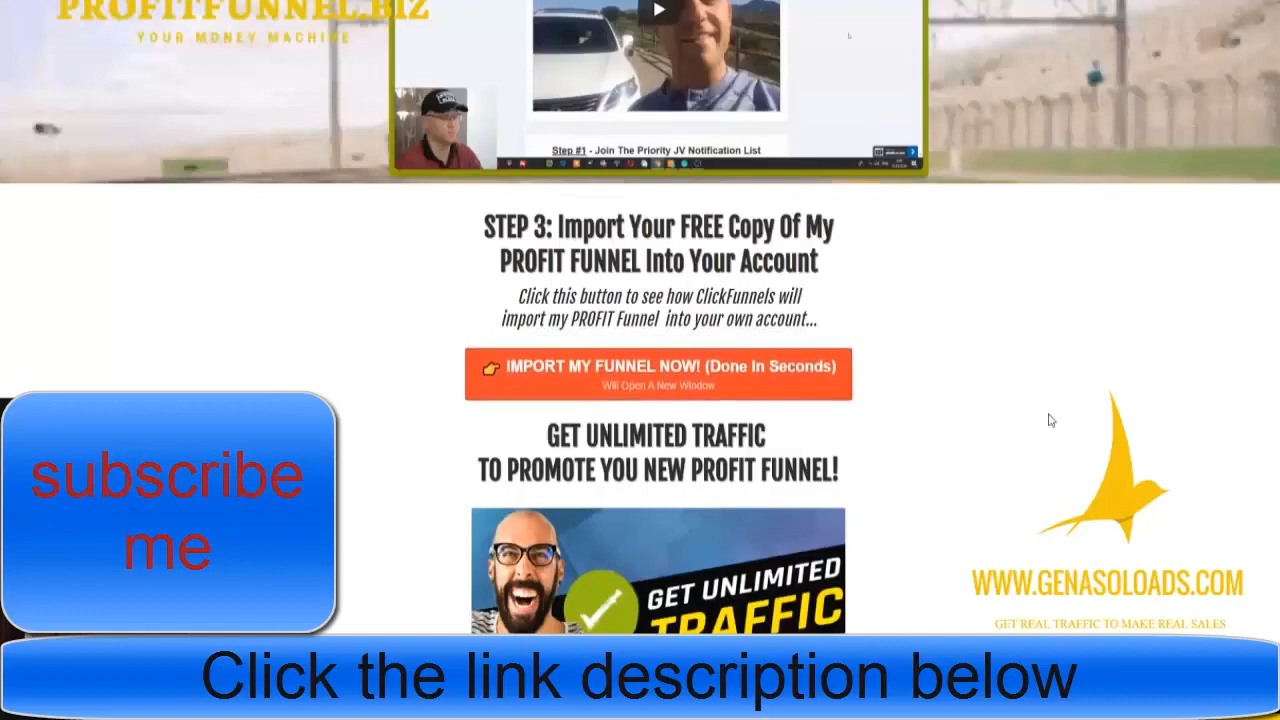 PROFITFUNNEL.BIZ
YOUR MONEY MACHINE
Step #1 - Join The Priority JV Notification List
STEP 3: Import Your FREE Copy Of My
PROFIT FUNNEL Into Your Account
Click this button to see how ClickFunnels will
import my PROFIT Funnel into your own account...
IMPORT MY FUNNEL NOW! (Done In Seconds)
Will Open A New Window
GET UNLIMITED TRAFFIC
TO PROMOTE YOU NEW PROFIT FUNNEL!
GET UNLIMITED
TRAFFIC
subscribe
me
WWW.GENASOLOADS.COM
GET REAL TRAFFIC TO MAKE REAL SALES
Click the link description below